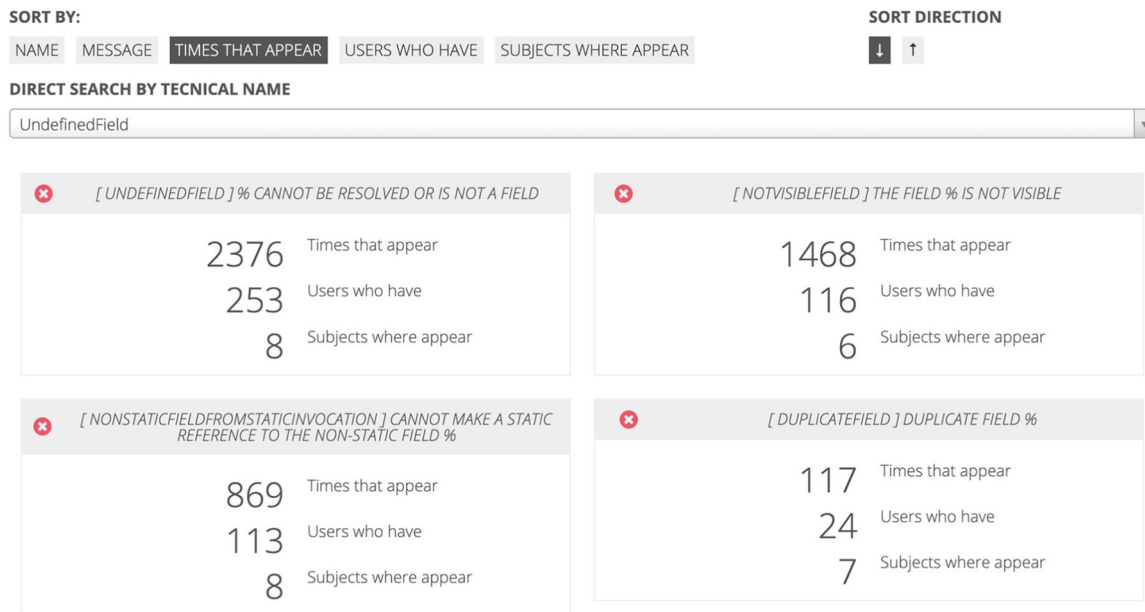 SORT BY:
SORT DIRECTION
NAME MESSAGE TIMES THAT APPEAR USERS WHO HAVE SUBJECTS WHERE APPEAR
↓ ↑
DIRECT SEARCH BY TECNICAL NAME
UndefinedField
[ UNDEFINEDFIELD ] % CANNOT BE RESOLVED OR IS NOT A FIELD
2376 Times that appear
253 Users who have
8 Subjects where appear
[ NOTVISIBLEFIELD ] THE FIELD % IS NOT VISIBLE
1468 Times that appear
116 Users who have
6 Subjects where appear
[ NONSTATICFIELDFROMSTATICINVOCATION ] CANNOT MAKE A STATIC
REFERENCE TO THE NON-STATIC FIELD %
869 Times that appear
113 Users who have
8 Subjects where appear
[ DUPLICATEFIELD ] DUPLICATE FIELD %
117 Times that appear
24 Users who have
7 Subjects where appear